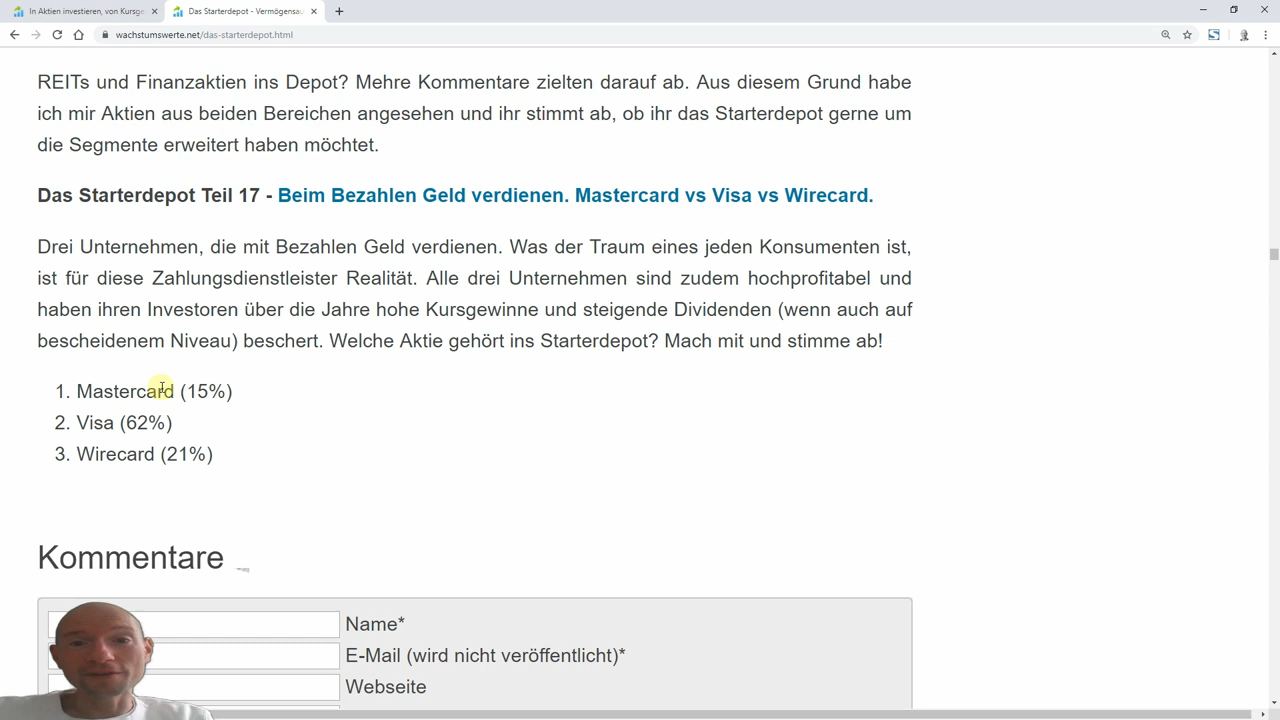 In Aktien investieren, von Kursge
Das Starterdepot - Vermögensau
wachstumswerte.net/das-starterdepot.html
REITs und Finanzaktien ins Depot? Mehre Kommentare zielten darauf ab. Aus diesem Grund habe
ich mir Aktien aus beiden Bereichen angesehen und ihr stimmt ab, ob ihr das Starterdepot gerne um
die Segmente erweitert haben möchtet.
Das Starterdepot Teil 17 - Beim Bezahlen Geld verdienen. Mastercard vs Visa vs Wirecard.
Drei Unternehmen, die mit Bezahlen Geld verdienen. Was der Traum eines jeden Konsumenten ist,
ist für diese Zahlungsdienstleister Realität. Alle drei Unternehmen sind zudem hochprofitabel und
haben ihren Investoren über die Jahre hohe Kursgewinne und steigende Dividenden (wenn auch auf
bescheidenem Niveau) beschert. Welche Aktie gehört ins Starterdepot? Mach mit und stimme ab!
1. Mastercard (15%)
2. Visa (62%)
3. Wirecard (21%)
Kommentare
Name*
E-Mail (wird nicht veröffentlicht)*
Webseite